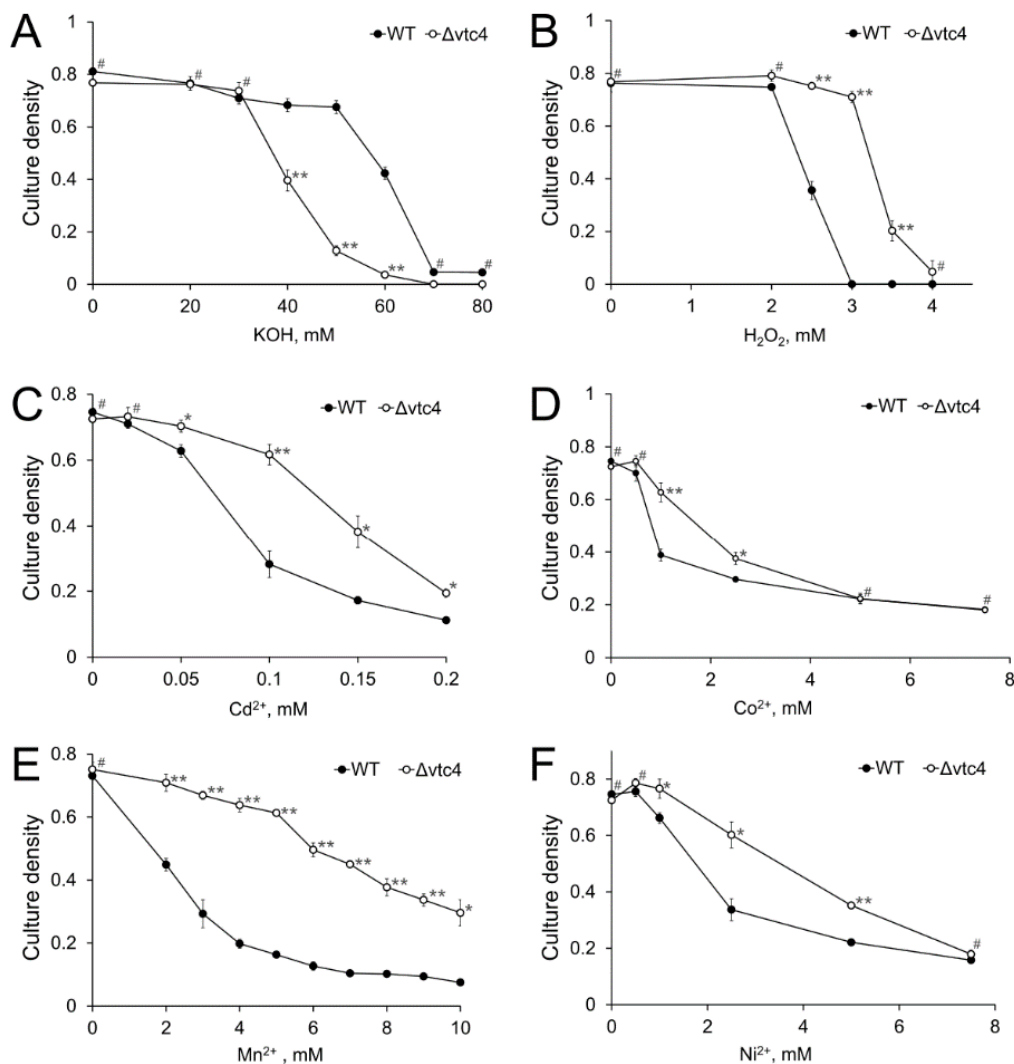 A
WT Δvtc4
Culture density
1
0.8
0.6
0.4
0.2
0
# # # ** ** ** # #
0 20 40 60 80
KOH, mM
B
WT Δvtc4
Culture density
1
0.8
0.6
0.4
0.2
0
# # ** ** ** #
0 1 2 3 4
H₂O₂, mM
C
WT Δvtc4
Culture density
0.8
0.6
0.4
0.2
0
# # * ** * *
0 0.05 0.1 0.15 0.2
Cd²⁺, mM
D
WT Δvtc4
Culture density
1
0.8
0.6
0.4
0.2
0
# # ** * # #
0 2 4 6 8
Co²⁺, mM
E
WT Δvtc4
Culture density
0.8
0.6
0.4
0.2
0
# ** ** ** ** ** ** ** ** *
0 2 4 6 8 10
Mn²⁺, mM
F
WT Δvtc4
Culture density
0.8
0.6
0.4
0.2
0
# # * * ** #
0 2 4 6 8
Ni²⁺, mM